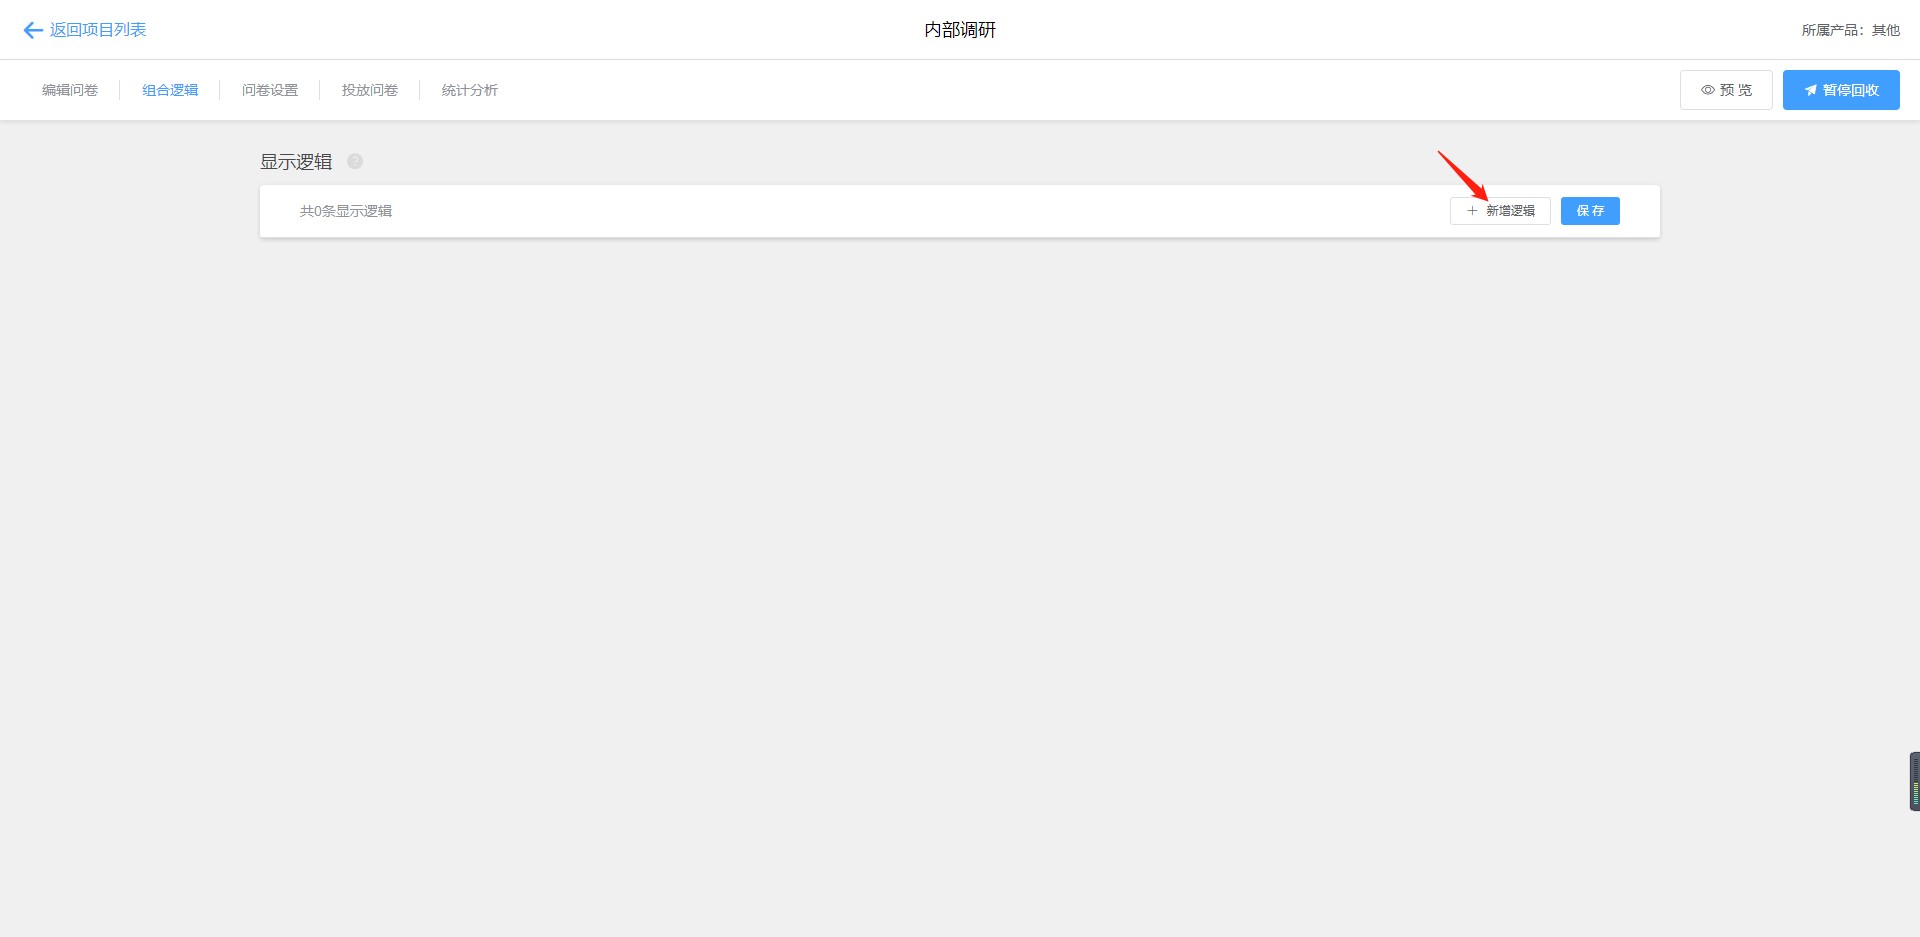 返回项目列表
内部调研
所属产品：其他
编辑问卷
组合逻辑
问卷设置
投放问卷
统计分析
预 览
暂停回收
显示逻辑 ?
共0条显示逻辑
新增逻辑
保 存